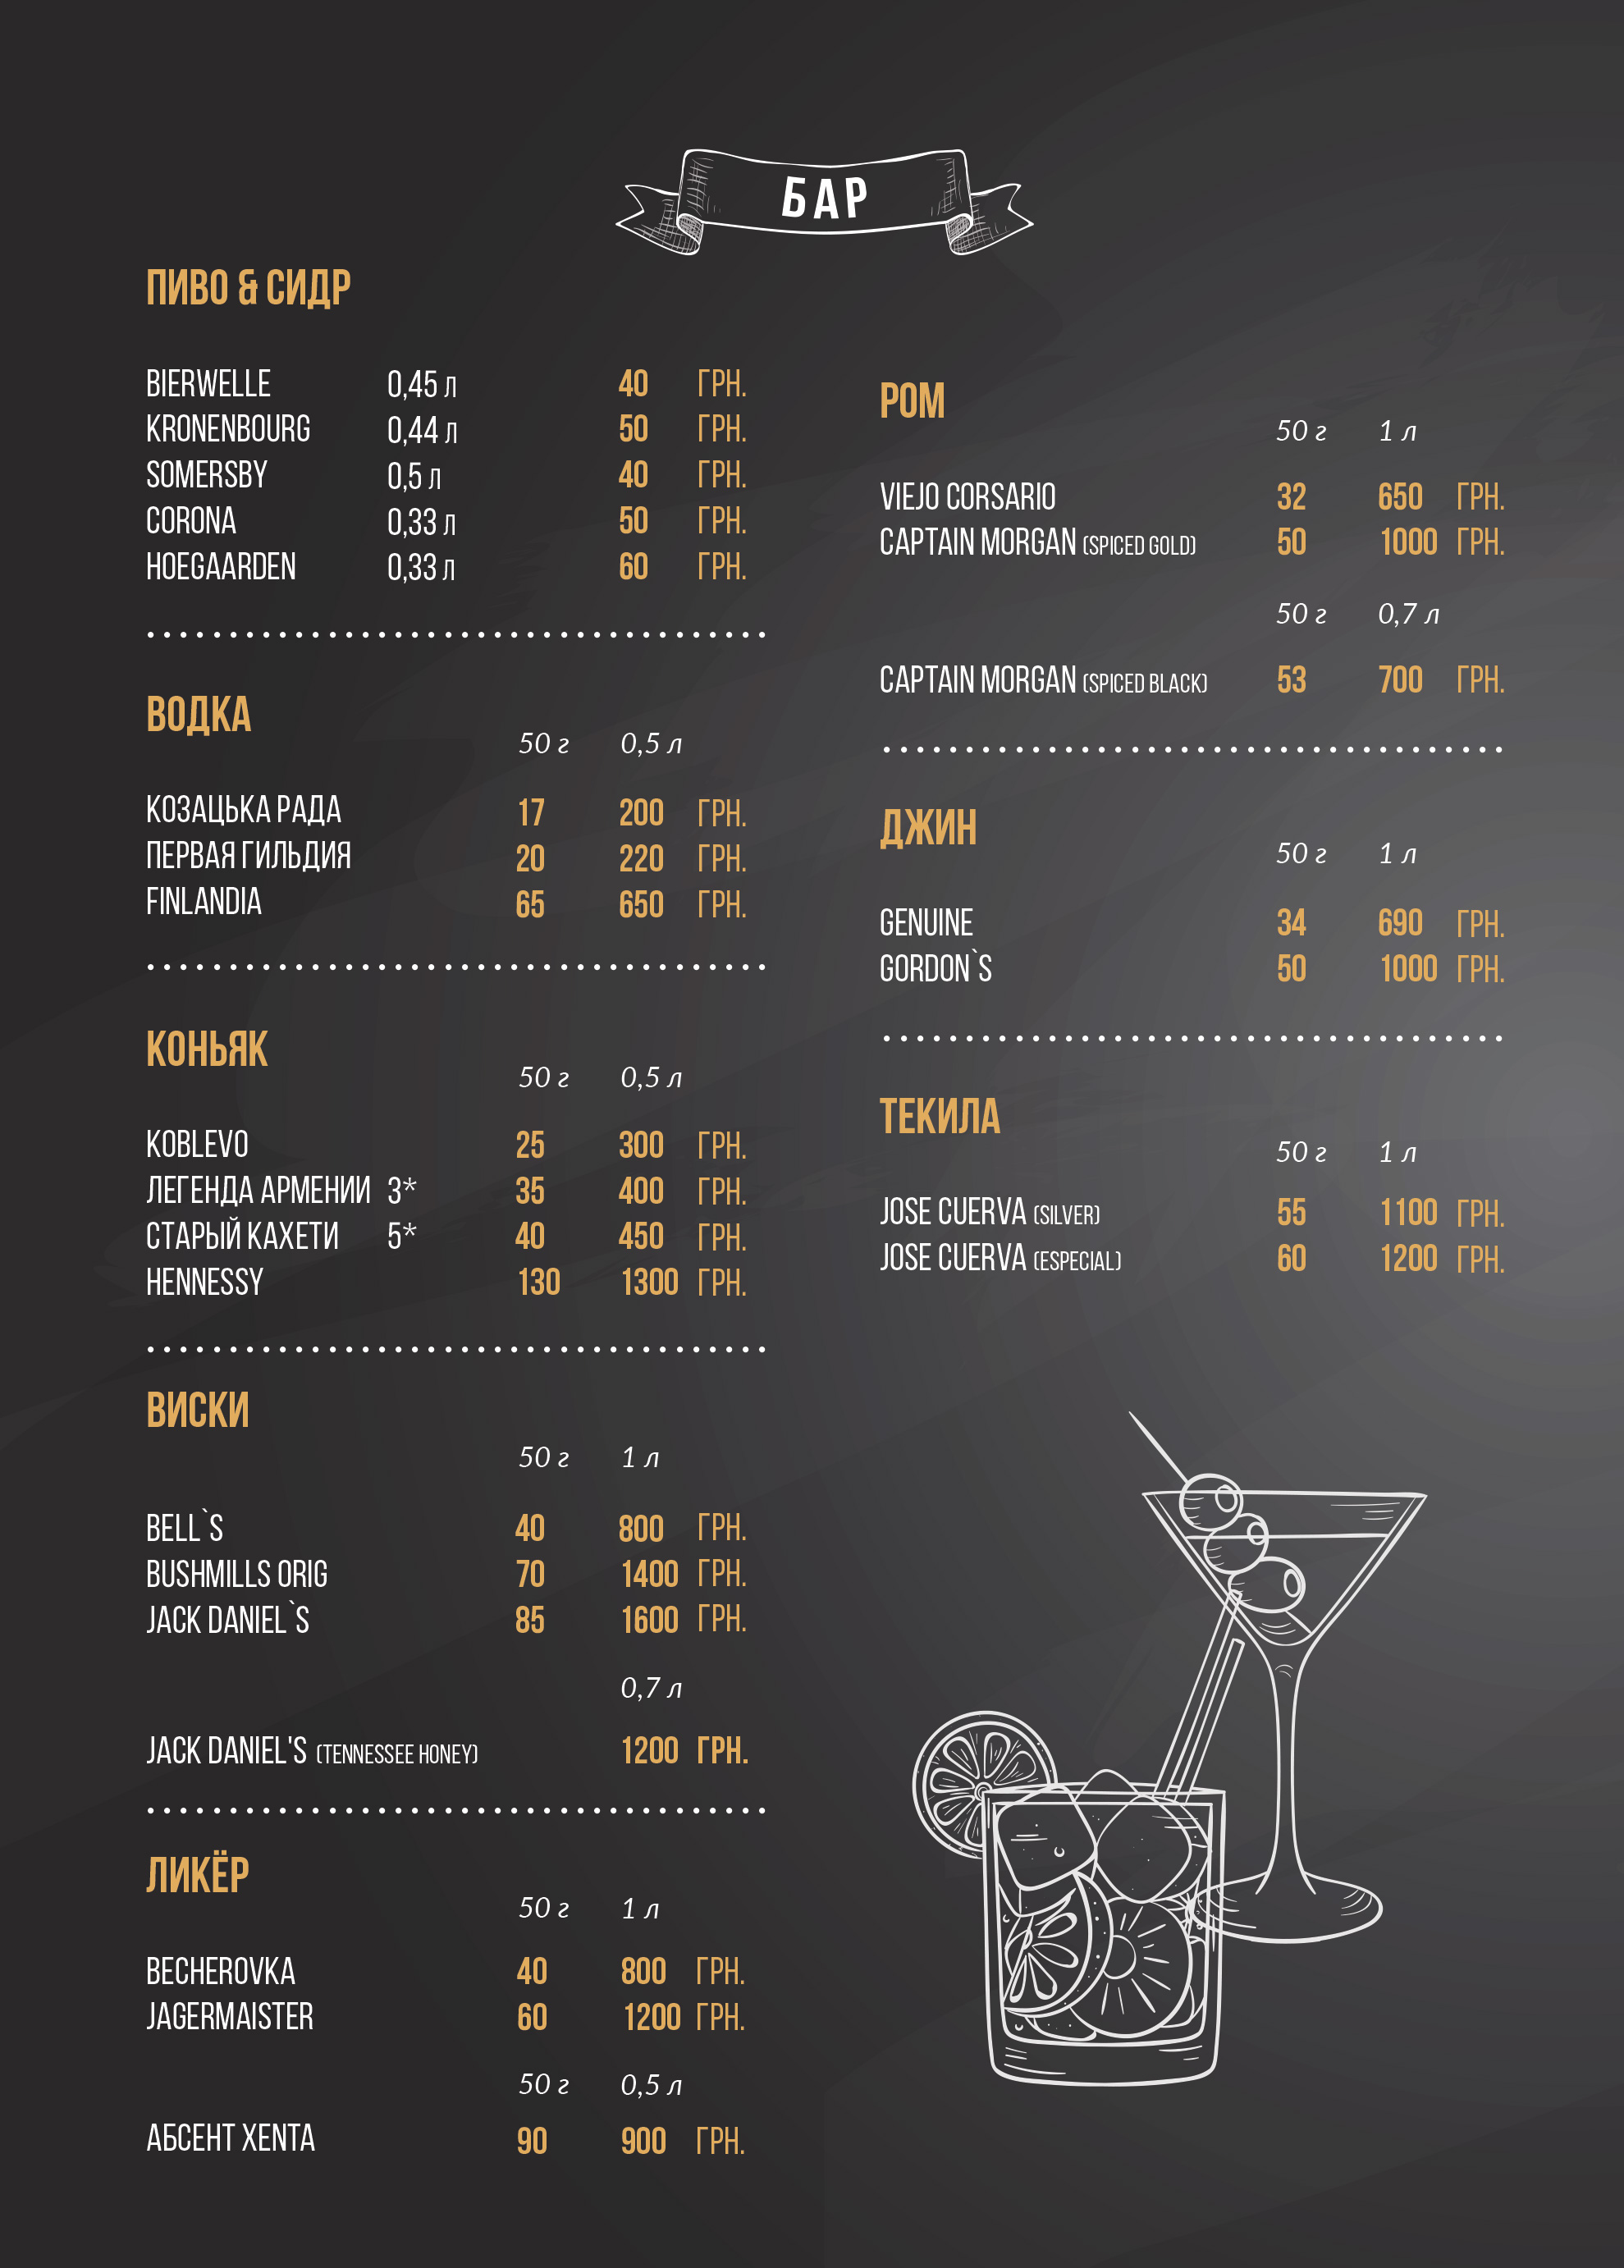 БАР
ПИВО & СИДР
BIERWELLE 0,45 л 40 ГРН.
KRONENBOURG 0,44 л 50 ГРН.
SOMERSBY 0,5 л 40 ГРН.
CORONA 0,33 л 50 ГРН.
HOEGAARDEN 0,33 л 60 ГРН.
ВОДКА
50 г 0,5 л
КОЗАЦЬКА РАДА 17 200 ГРН.
ПЕРВАЯ ГИЛЬДИЯ 20 220 ГРН.
FINLANDIA 65 650 ГРН.
КОНЬЯК
50 г 0,5 л
KOBLEVO 25 300 ГРН.
ЛЕГЕНДА АРМЕНИИ 3* 35 400 ГРН.
СТАРЫЙ КАХЕТИ 5* 40 450 ГРН.
HENNESSY 130 1300 ГРН.
ВИСКИ
50 г 1 л
BELL`S 40 800 ГРН.
BUSHMILLS ORIG 70 1400 ГРН.
JACK DANIEL`S 85 1600 ГРН.
0,7 л
JACK DANIEL'S (TENNESSEE HONEY) 1200 ГРН.
ЛИКЁР
50 г 1 л
BECHEROVKA 40 800 ГРН.
JAGERMAISTER 60 1200 ГРН.
50 г 0,5 л
АБСЕНТ XENTA 90 900 ГРН.
РОМ
50 г 1 л
VIEJO CORSARIO 32 650 ГРН.
CAPTAIN MORGAN (SPICED GOLD) 50 1000 ГРН.
50 г 0,7 л
CAPTAIN MORGAN (SPICED BLACK) 53 700 ГРН.
ДЖИН
50 г 1 л
GENUINE 34 690 ГРН.
GORDON`S 50 1000 ГРН.
ТЕКИЛА
50 г 1 л
JOSE CUERVA (SILVER) 55 1100 ГРН.
JOSE CUERVA (ESPECIAL) 60 1200 ГРН.